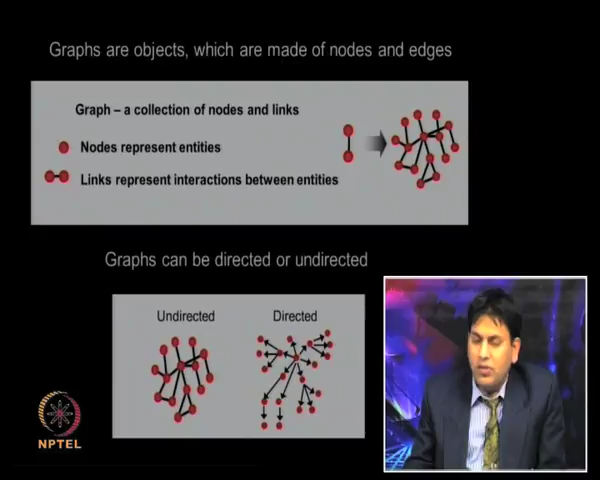 Graphs are objects, which are made of nodes and edges
Graph – a collection of nodes and links
Nodes represent entities
Links represent interactions between entities
Graphs can be directed or undirected
Undirected
Directed
NPTEL